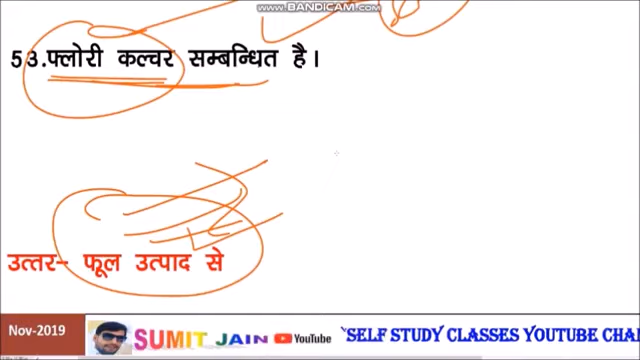 WWW.BANDICAM.COM
53.फ्लोरी कल्चर सम्बन्धित है।
उत्तर- फूल उत्पाद से
Nov-2019 SUMIT JAIN YouTube "SELF STUDY CLASSES YOUTUBE CHA